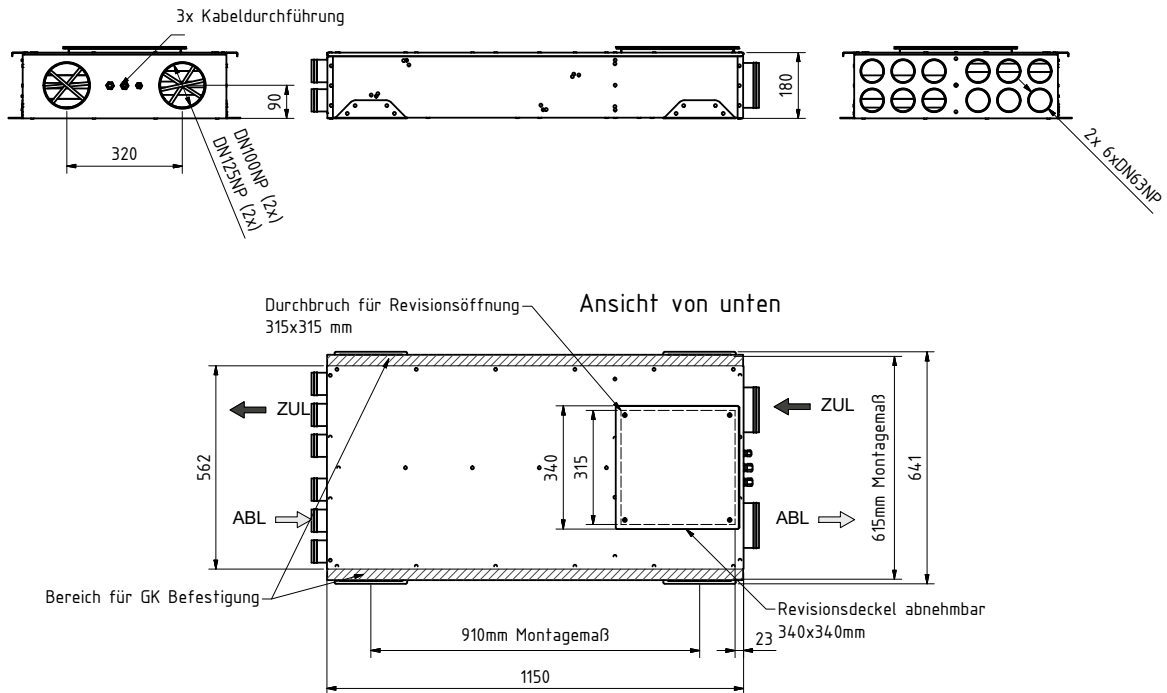 3x Kabeldurchführung
90
320
DN100NP (2x)
DN125NP (2x)
180
2x 6xDN63NP
Durchbruch für Revisionsöffnung
315x315 mm
Ansicht von unten
ZUL
ZUL
562
340
315
615mm Montagemaß
641
ABL
ABL
Bereich für GK Befestigung
Revisionsdeckel abnehmbar
340x340mm
910mm Montagemaß
23
1150